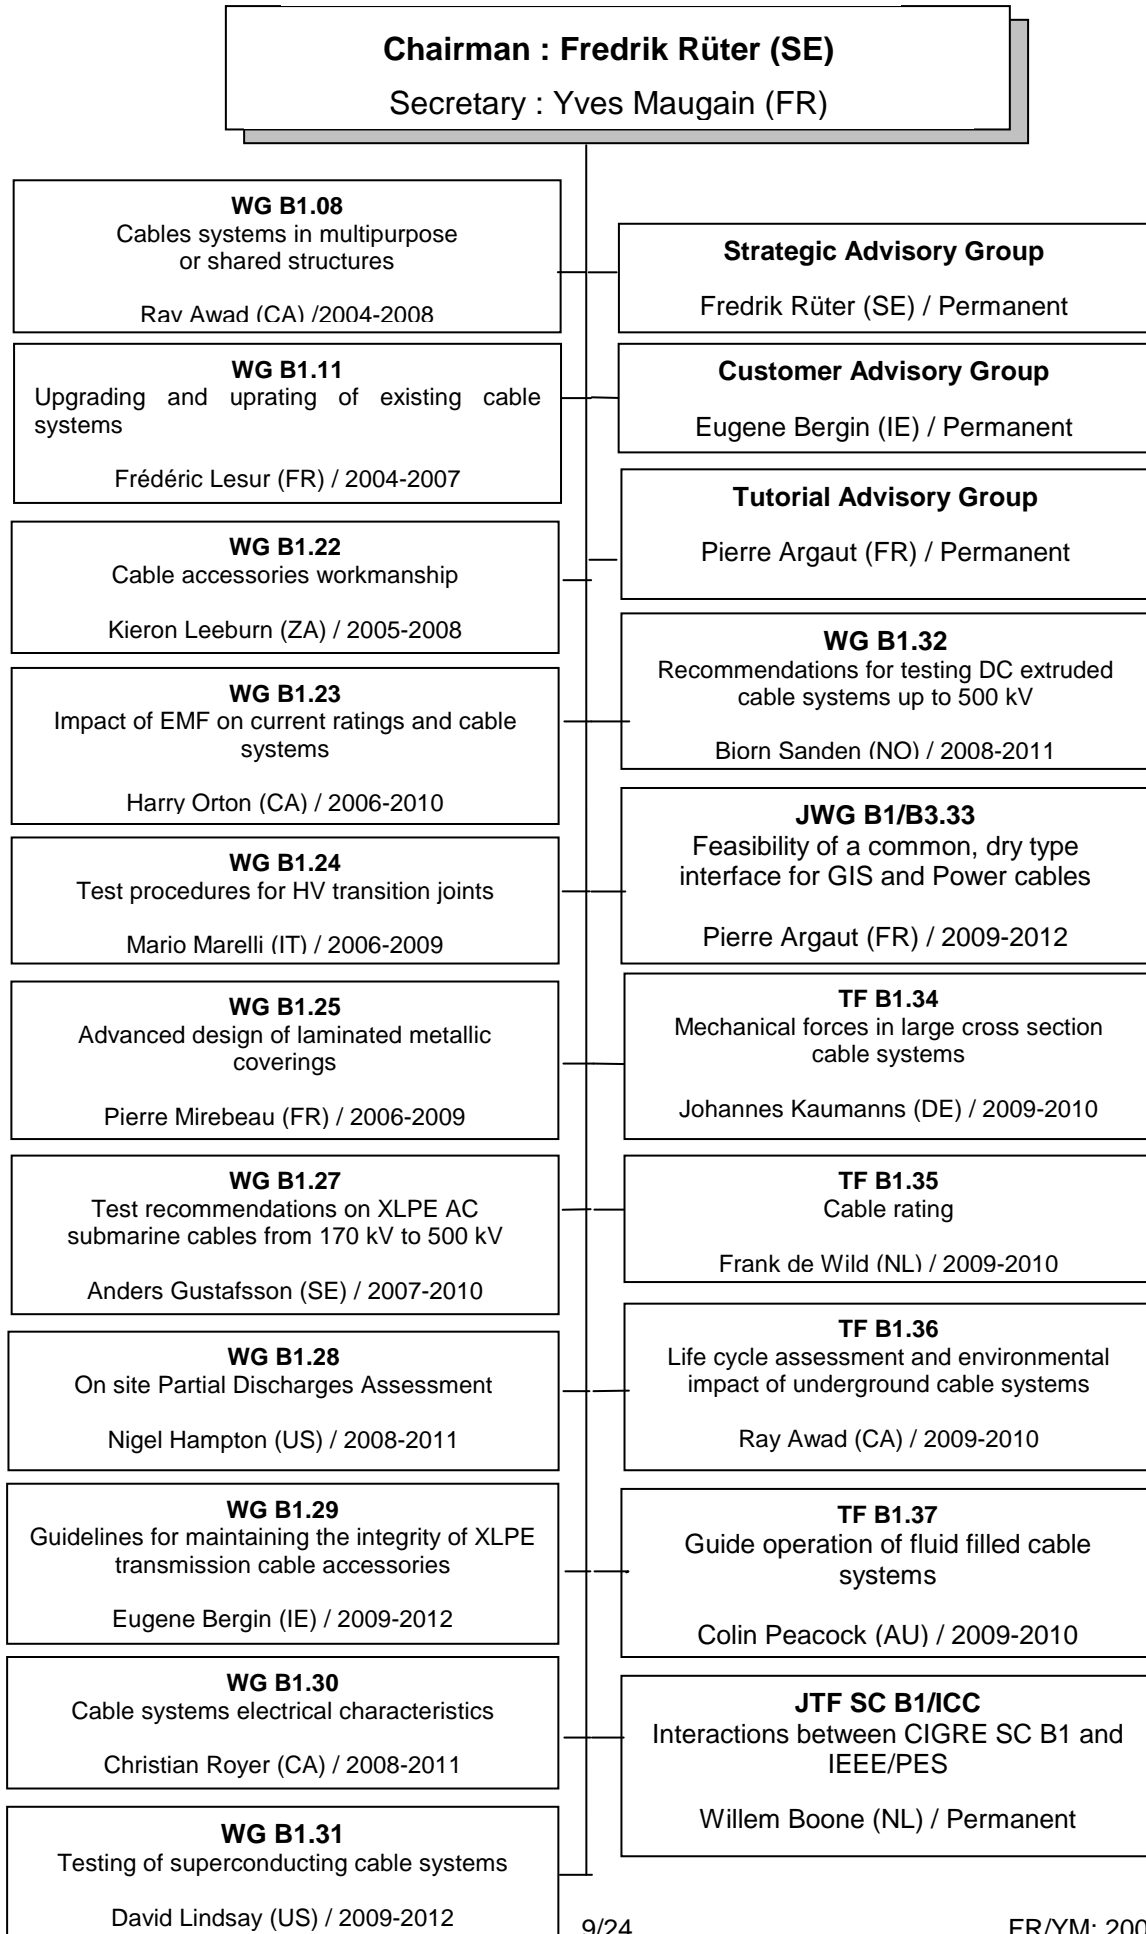 Chairman : Fredrik Rüter (SE)
Secretary : Yves Maugain (FR)
WG B1.08
Cables systems in multipurpose
or shared structures
Ray Awad (CA) /2004-2008
WG B1.11
Upgrading and uprating of existing cable
systems
Frédéric Lesur (FR) / 2004-2007
WG B1.22
Cable accessories workmanship
Kieron Leeburn (ZA) / 2005-2008
WG B1.23
Impact of EMF on current ratings and cable
systems
Harry Orton (CA) / 2006-2010
WG B1.24
Test procedures for HV transition joints
Mario Marelli (IT) / 2006-2009
WG B1.25
Advanced design of laminated metallic
coverings
Pierre Mirebeau (FR) / 2006-2009
WG B1.27
Test recommendations on XLPE AC
submarine cables from 170 kV to 500 kV
Anders Gustafsson (SE) / 2007-2010
WG B1.28
On site Partial Discharges Assessment
Nigel Hampton (US) / 2008-2011
WG B1.29
Guidelines for maintaining the integrity of XLPE
transmission cable accessories
Eugene Bergin (IE) / 2009-2012
WG B1.30
Cable systems electrical characteristics
Christian Royer (CA) / 2008-2011
WG B1.31
Testing of superconducting cable systems
David Lindsay (US) / 2009-2012
Strategic Advisory Group
Fredrik Rüter (SE) / Permanent
Customer Advisory Group
Eugene Bergin (IE) / Permanent
Tutorial Advisory Group
Pierre Argaut (FR) / Permanent
WG B1.32
Recommendations for testing DC extruded
cable systems up to 500 kV
Bjorn Sanden (NO) / 2008-2011
JWG B1/B3.33
Feasibility of a common, dry type
interface for GIS and Power cables
Pierre Argaut (FR) / 2009-2012
TF B1.34
Mechanical forces in large cross section
cable systems
Johannes Kaumanns (DE) / 2009-2010
TF B1.35
Cable rating
Frank de Wild (NL) / 2009-2010
TF B1.36
Life cycle assessment and environmental
impact of underground cable systems
Ray Awad (CA) / 2009-2010
TF B1.37
Guide operation of fluid filled cable
systems
Colin Peacock (AU) / 2009-2010
JTF SC B1/ICC
Interactions between CIGRE SC B1 and
IEEE/PES
Willem Boone (NL) / Permanent
9/24
FR/YM; 200